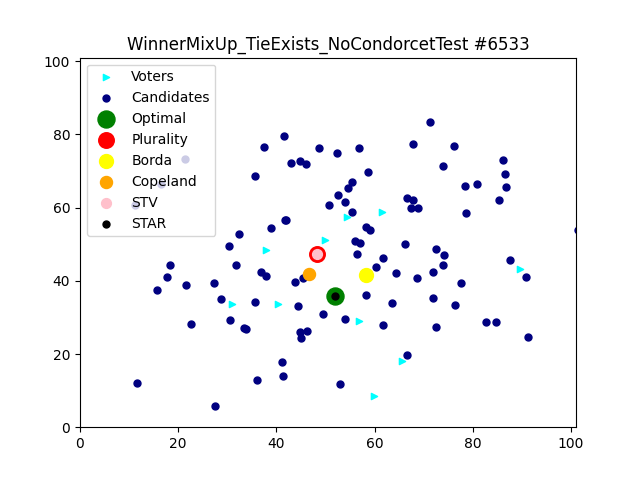 WinnerMixUp_TieExists_NoCondorcetTest #6533
100
80
60
40
20
0
0 20 40 60 80 100
Voters
Candidates
Optimal
Plurality
Borda
Copeland
STV
STAR